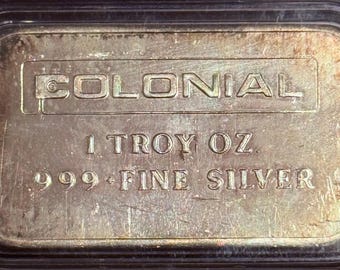 COLONIAL
1 TROY OZ.
.999+ FINE SILVER